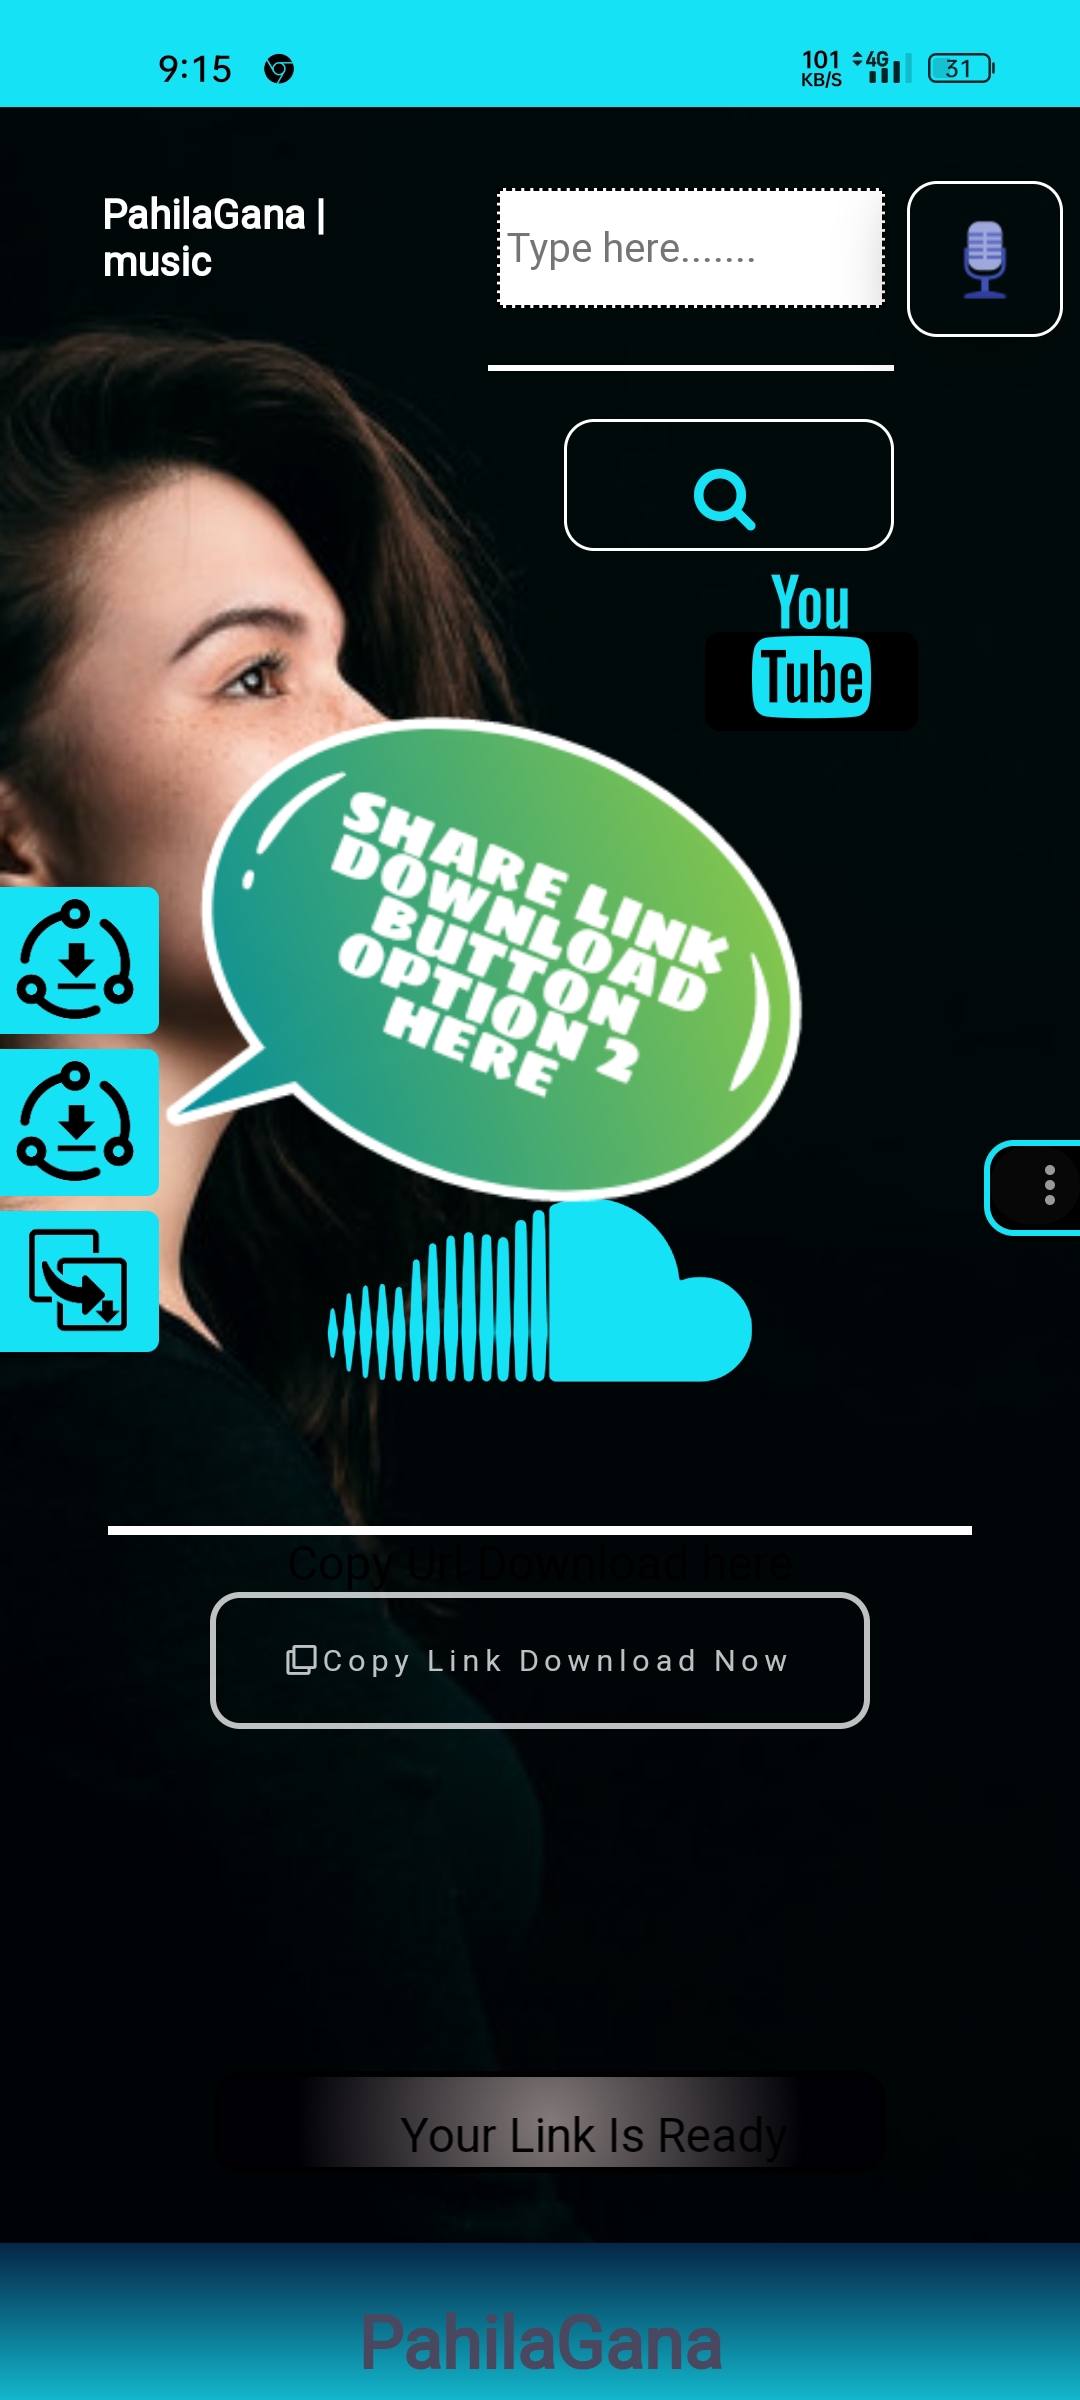 9:15
101
KB/S
4G
31
PahilaGana |
music
Type here.......
You
Tube
SHARE LINK
DOWNLOAD
BUTTON
OPTION 2
HERE
Copy Url Download here
Copy Link Download Now
Your Link Is Ready
PahilaGana